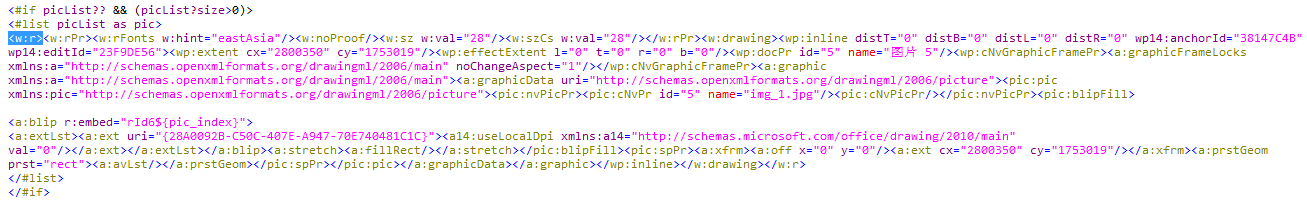 <#if picList?? && (picList?size>0)>
<#list picList as pic>
<w:r><w:rPr><w:rFonts w:hint="eastAsia"/><w:noProof/><w:sz w:val="28"/><w:szCs w:val="28"/></w:rPr><w:drawing><wp:inline distT="0" distB="0" distL="0" distR="0" wp14:anchorId="38147C4B"
wp14:editId="23F9DE56"><wp:extent cx="2800350" cy="1753019"/><wp:effectExtent l="0" t="0" r="0" b="0"/><wp:docPr id="5" name="图片 5"/><wp:cNvGraphicFramePr><a:graphicFrameLocks
xmlns:a="http://schemas.openxmlformats.org/drawingml/2006/main" noChangeAspect="1"/></wp:cNvGraphicFramePr><a:graphic
xmlns:a="http://schemas.openxmlformats.org/drawingml/2006/main"><a:graphicData uri="http://schemas.openxmlformats.org/drawingml/2006/picture"><pic:pic
xmlns:pic="http://schemas.openxmlformats.org/drawingml/2006/picture"><pic:nvPicPr><pic:cNvPr id="5" name="img_1.jpg"/><pic:cNvPicPr/></pic:nvPicPr><pic:blipFill>
<a:blip r:embed="rId6${pic_index}">
<a:extLst><a:ext uri="{28A0092B-C50C-407E-A947-70E740481C1C}"><a14:useLocalDpi xmlns:a14="http://schemas.microsoft.com/office/drawing/2010/main"
val="0"/></a:ext></a:extLst></a:blip><a:stretch><a:fillRect/></a:stretch></pic:blipFill><pic:spPr><a:xfrm><a:off x="0" y="0"/><a:ext cx="2800350" cy="1753019"/></a:xfrm><a:prstGeom
prst="rect"><a:avLst/></a:prstGeom></pic:spPr></pic:pic></a:graphicData></a:graphic></wp:inline></w:drawing></w:r>
</#list>
</#if>